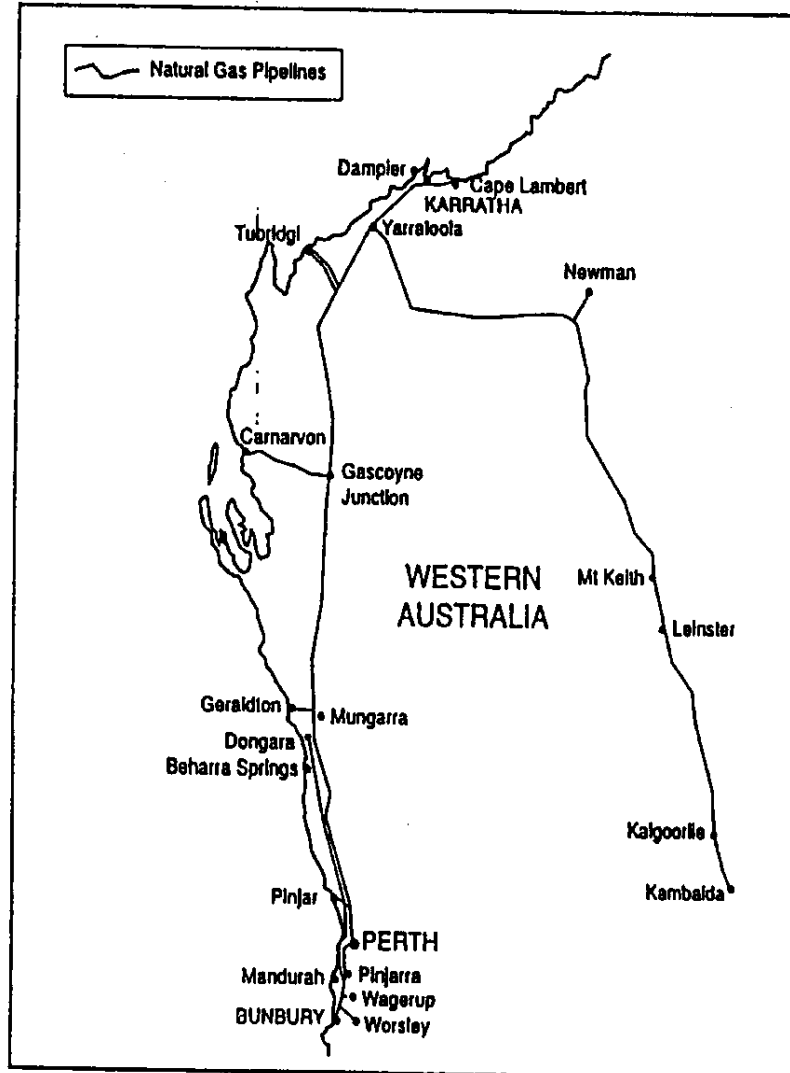 Natural Gas Pipelines
Dampier
Cape Lambert
KARRATHA
Yarraloola
Tubridgi
Newman
Carnarvon
Gascoyne
Junction
WESTERN
AUSTRALIA
Mt Keith
Leinster
Geraldton
Mungarra
Dongara
Beharra Springs
Kalgoorlie
Kambalda
Pinjar
PERTH
Mandurah
Pinjarra
Wagerup
BUNBURY
Worsley